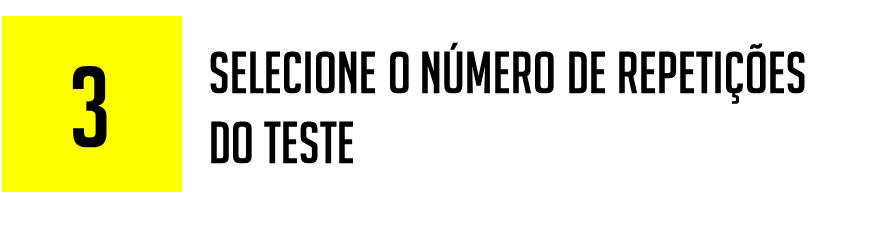 3
SELECIONE O NÚMERO DE REPETIÇÕES
DO TESTE